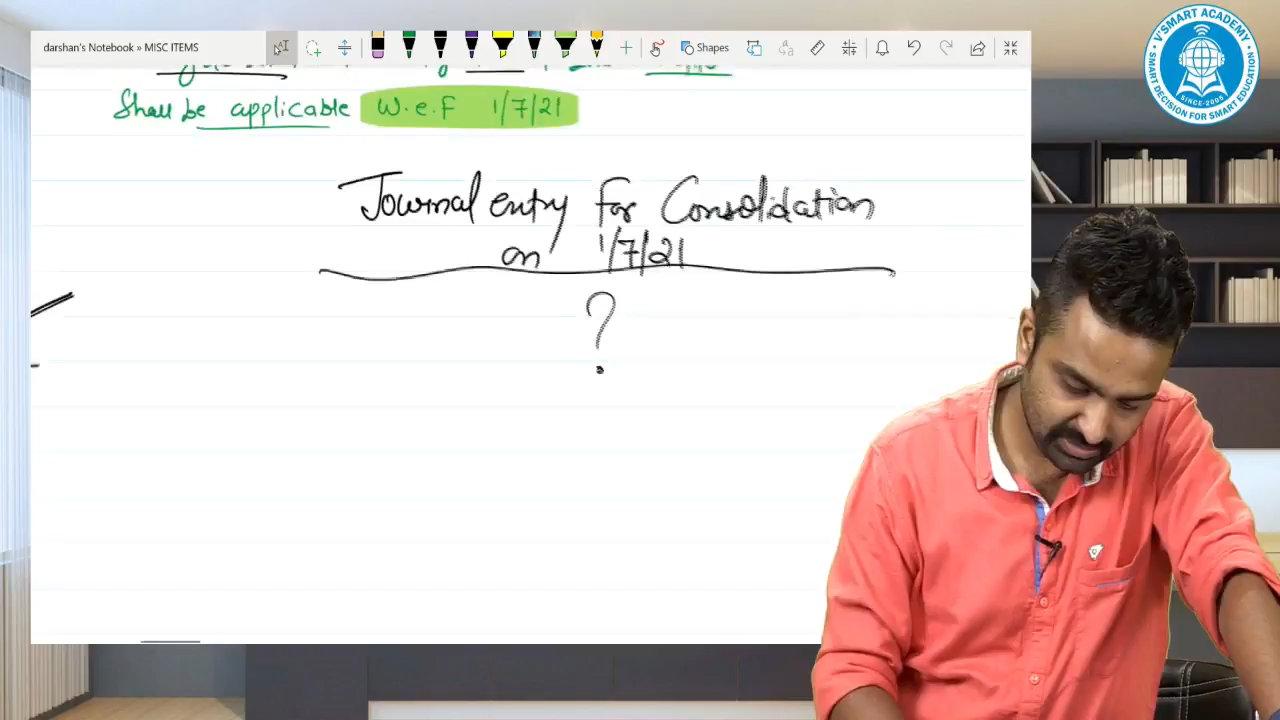 darshan's Notebook » MISC ITEMS
Shapes
V'SMART ACADEMY
SINCE-2005
SMART DECISION FOR SMART EDUCATION
Shall be applicable W.e.F 1/7/21
Journal entry For Consolidation
on 1/7/21
?